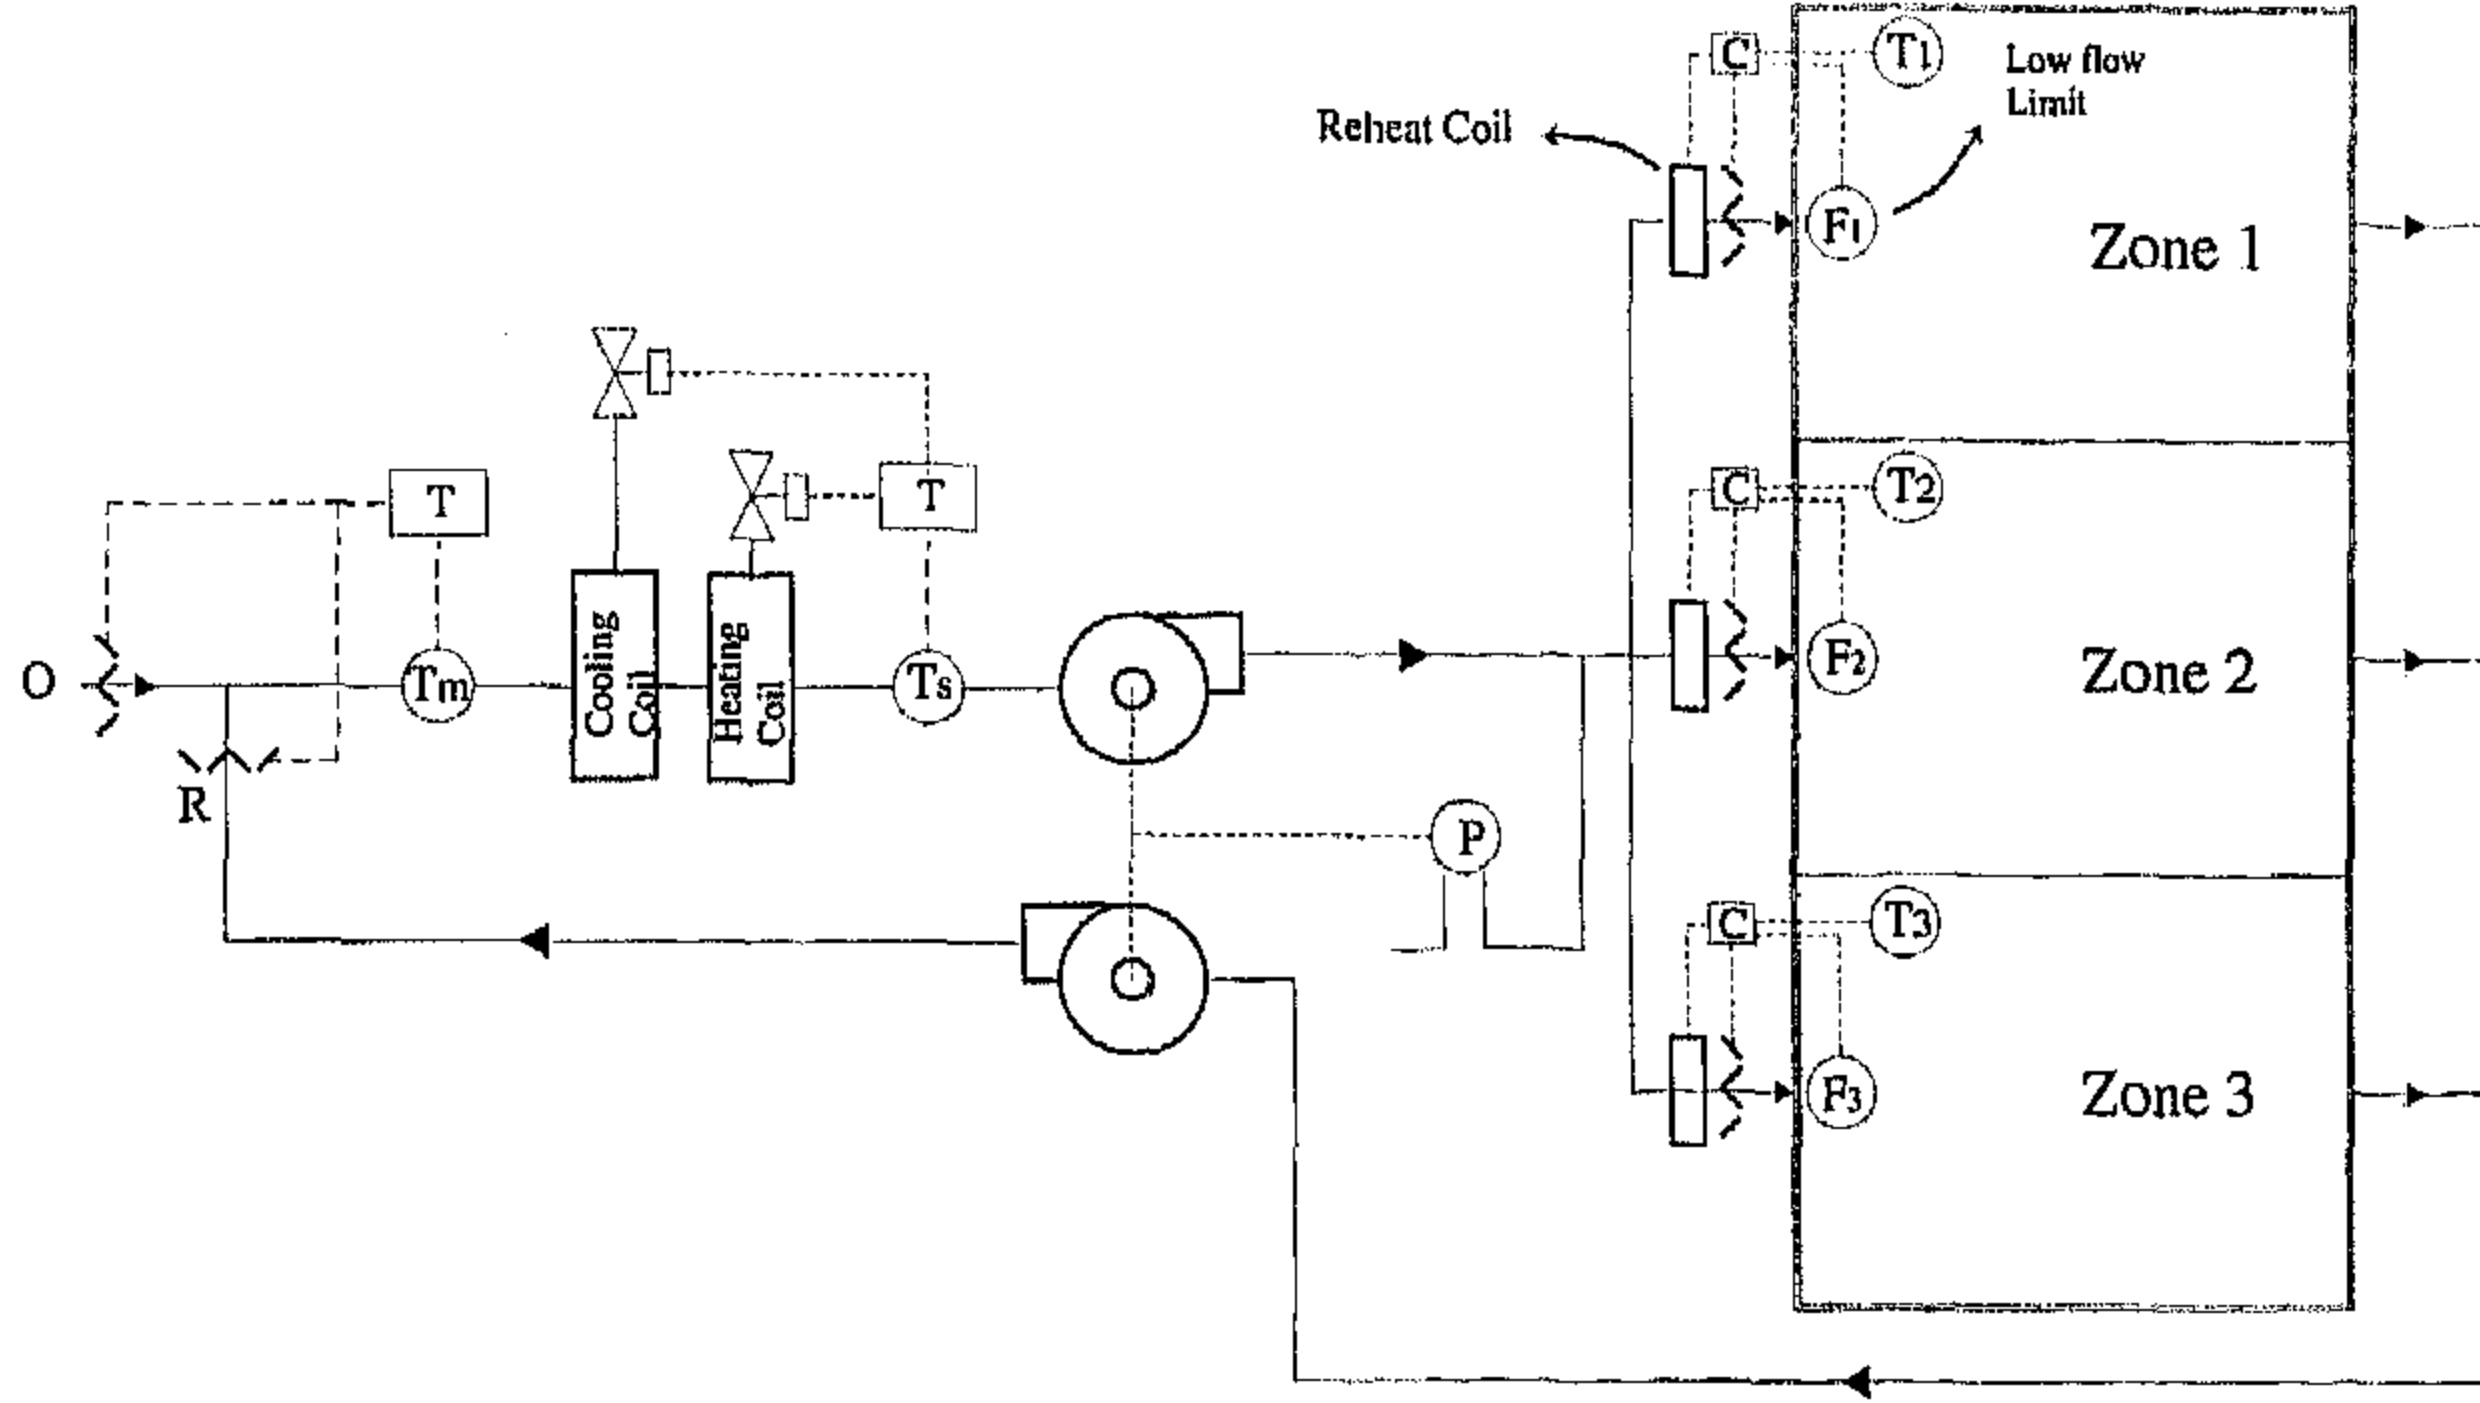 C
T1
Low flow
Limit
Reheat Coil
F1
Zone 1
C
T2
T
T
F2
Zone 2
O
Tm
Cooling
Coil
Heating
Coil
Ts
R
P
C
T3
F3
Zone 3